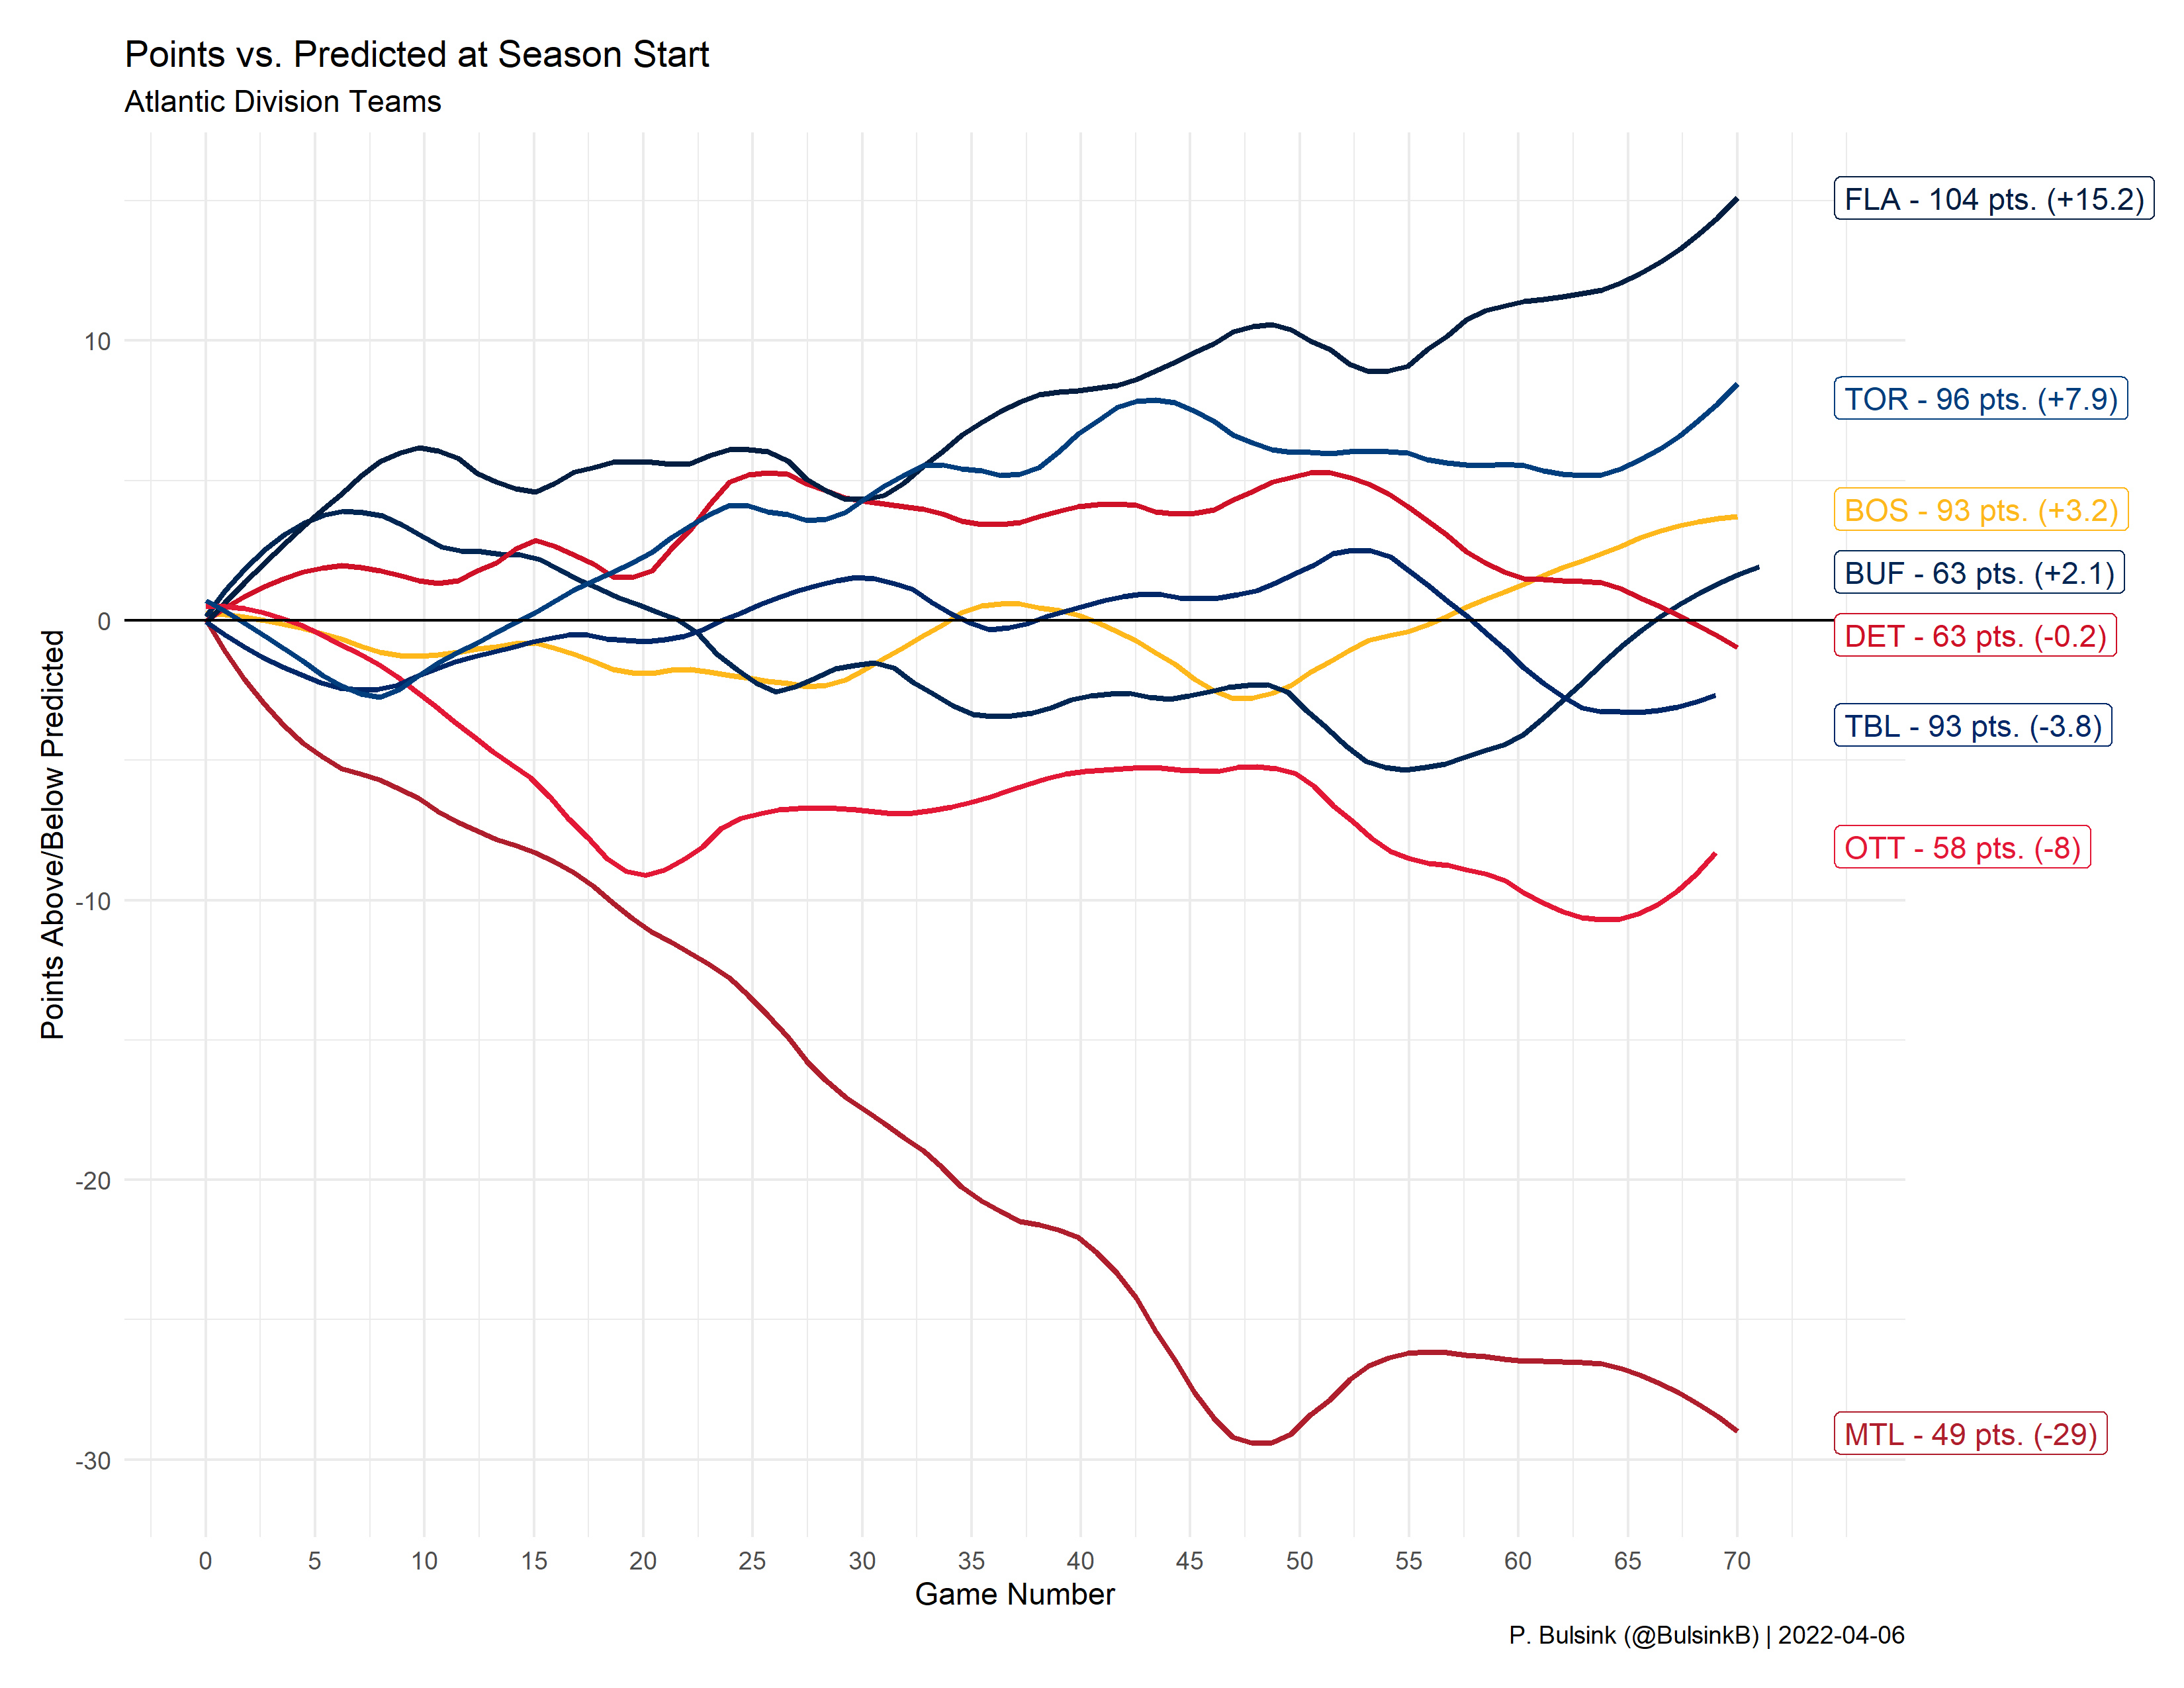 Points vs. Predicted at Season Start
Atlantic Division Teams
Points Above/Below Predicted
10
0
-10
-20
-30
FLA - 104 pts. (+15.2)
TOR - 96 pts. (+7.9)
BOS - 93 pts. (+3.2)
BUF - 63 pts. (+2.1)
DET - 63 pts. (-0.2)
TBL - 93 pts. (-3.8)
OTT - 58 pts. (-8)
MTL - 49 pts. (-29)
0 5 10 15 20 25 30 35 40 45 50 55 60 65 70
Game Number
P. Bulsink (@BulsinkB) | 2022-04-06